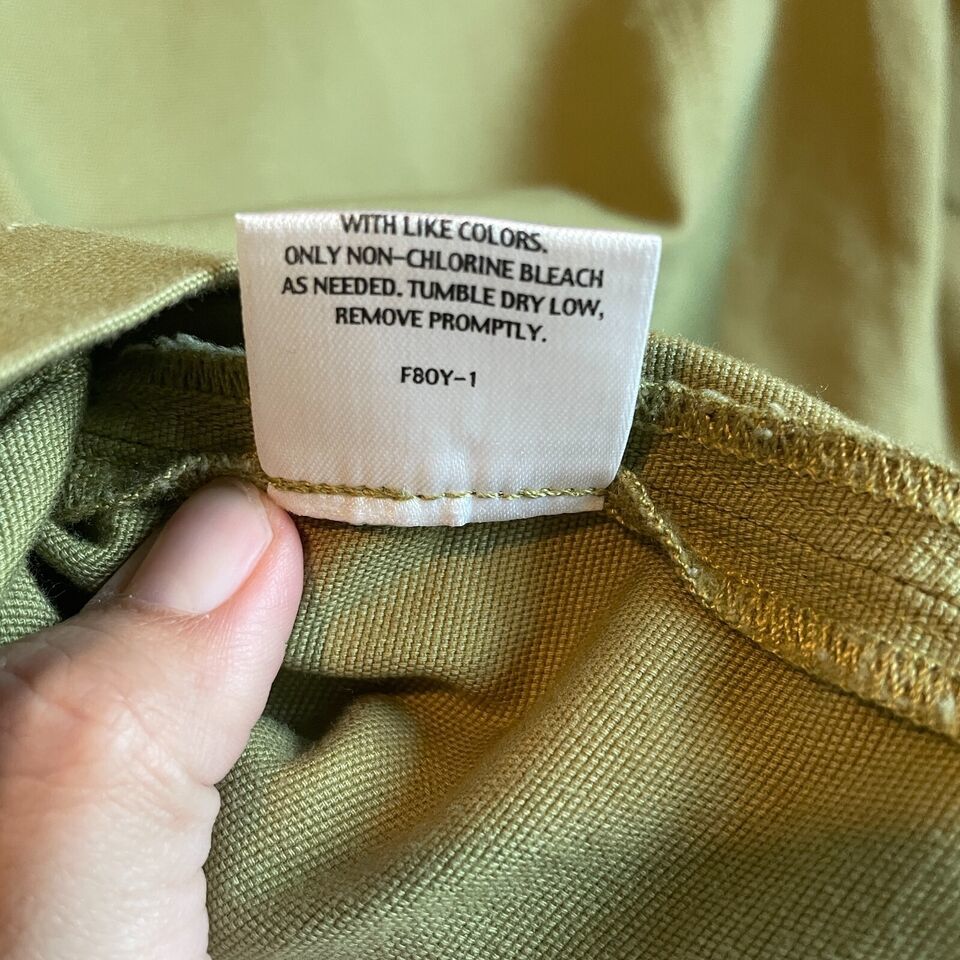 WITH LIKE COLORS.
ONLY NON-CHLORINE BLEACH
AS NEEDED. TUMBLE DRY LOW,
REMOVE PROMPTLY.
F80Y-1